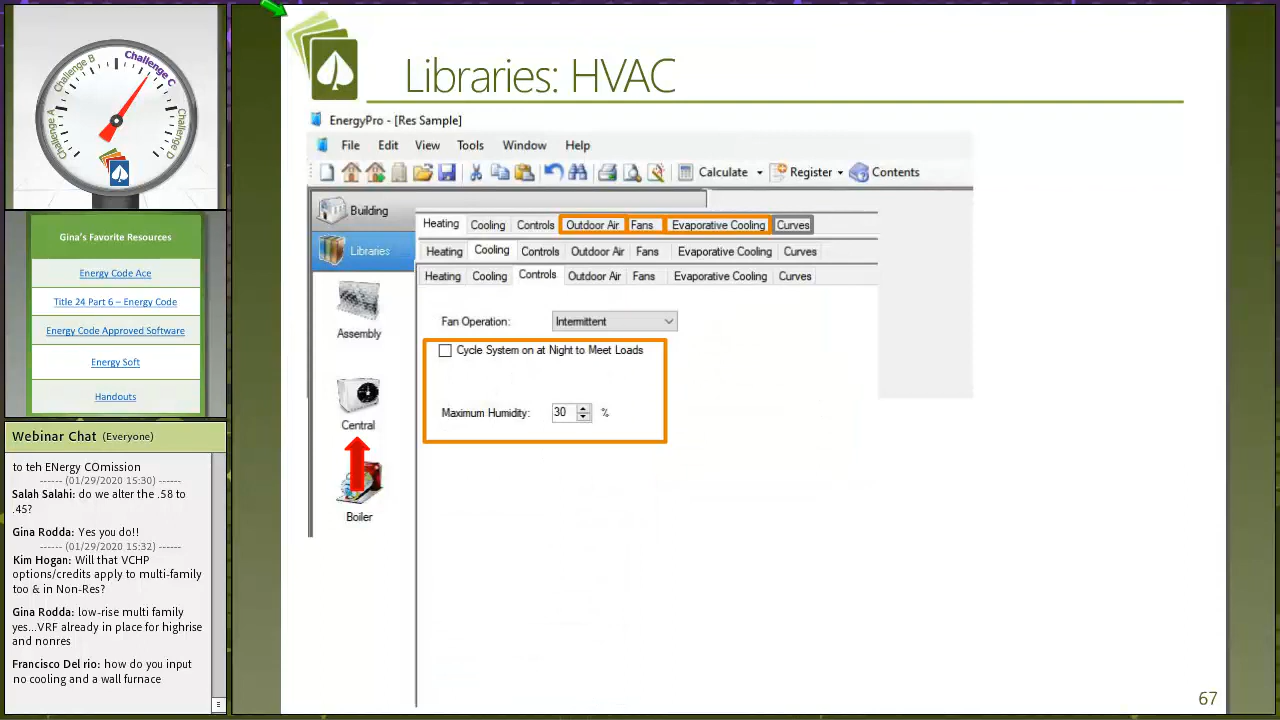 Challenge A
Challenge B
Challenge C
Challenge D
Gina's Favorite Resources
Energy Code Ace
Title 24 Part 6 – Energy Code
Energy Code Approved Software
Energy Soft
Handouts
Webinar Chat (Everyone)
to teh ENergy COmission
------ (01/29/2020 15:30) ------
Salah Salahi: do we alter the .58 to
.45?
Gina Rodda: Yes you do!!
------ (01/29/2020 15:32) ------
Kim Hogan: Will that VCHP
options/credits apply to multi-family
too & in Non-Res?
Gina Rodda: low-rise multi family
yes...VRF already in place for highrise
and nonres
Francisco Del rio: how do you input
no cooling and a wall furnace
Libraries: HVAC
EnergyPro - [Res Sample]
File Edit View Tools Window Help
Calculate Register Contents
Building
Libraries
Assembly
Central
Boiler
Heating Cooling Controls Outdoor Air Fans Evaporative Cooling Curves
Heating Cooling Controls Outdoor Air Fans Evaporative Cooling Curves
Heating Cooling Controls Outdoor Air Fans Evaporative Cooling Curves
Fan Operation: Intermittent
Cycle System on at Night to Meet Loads
Maximum Humidity: 30 %
67